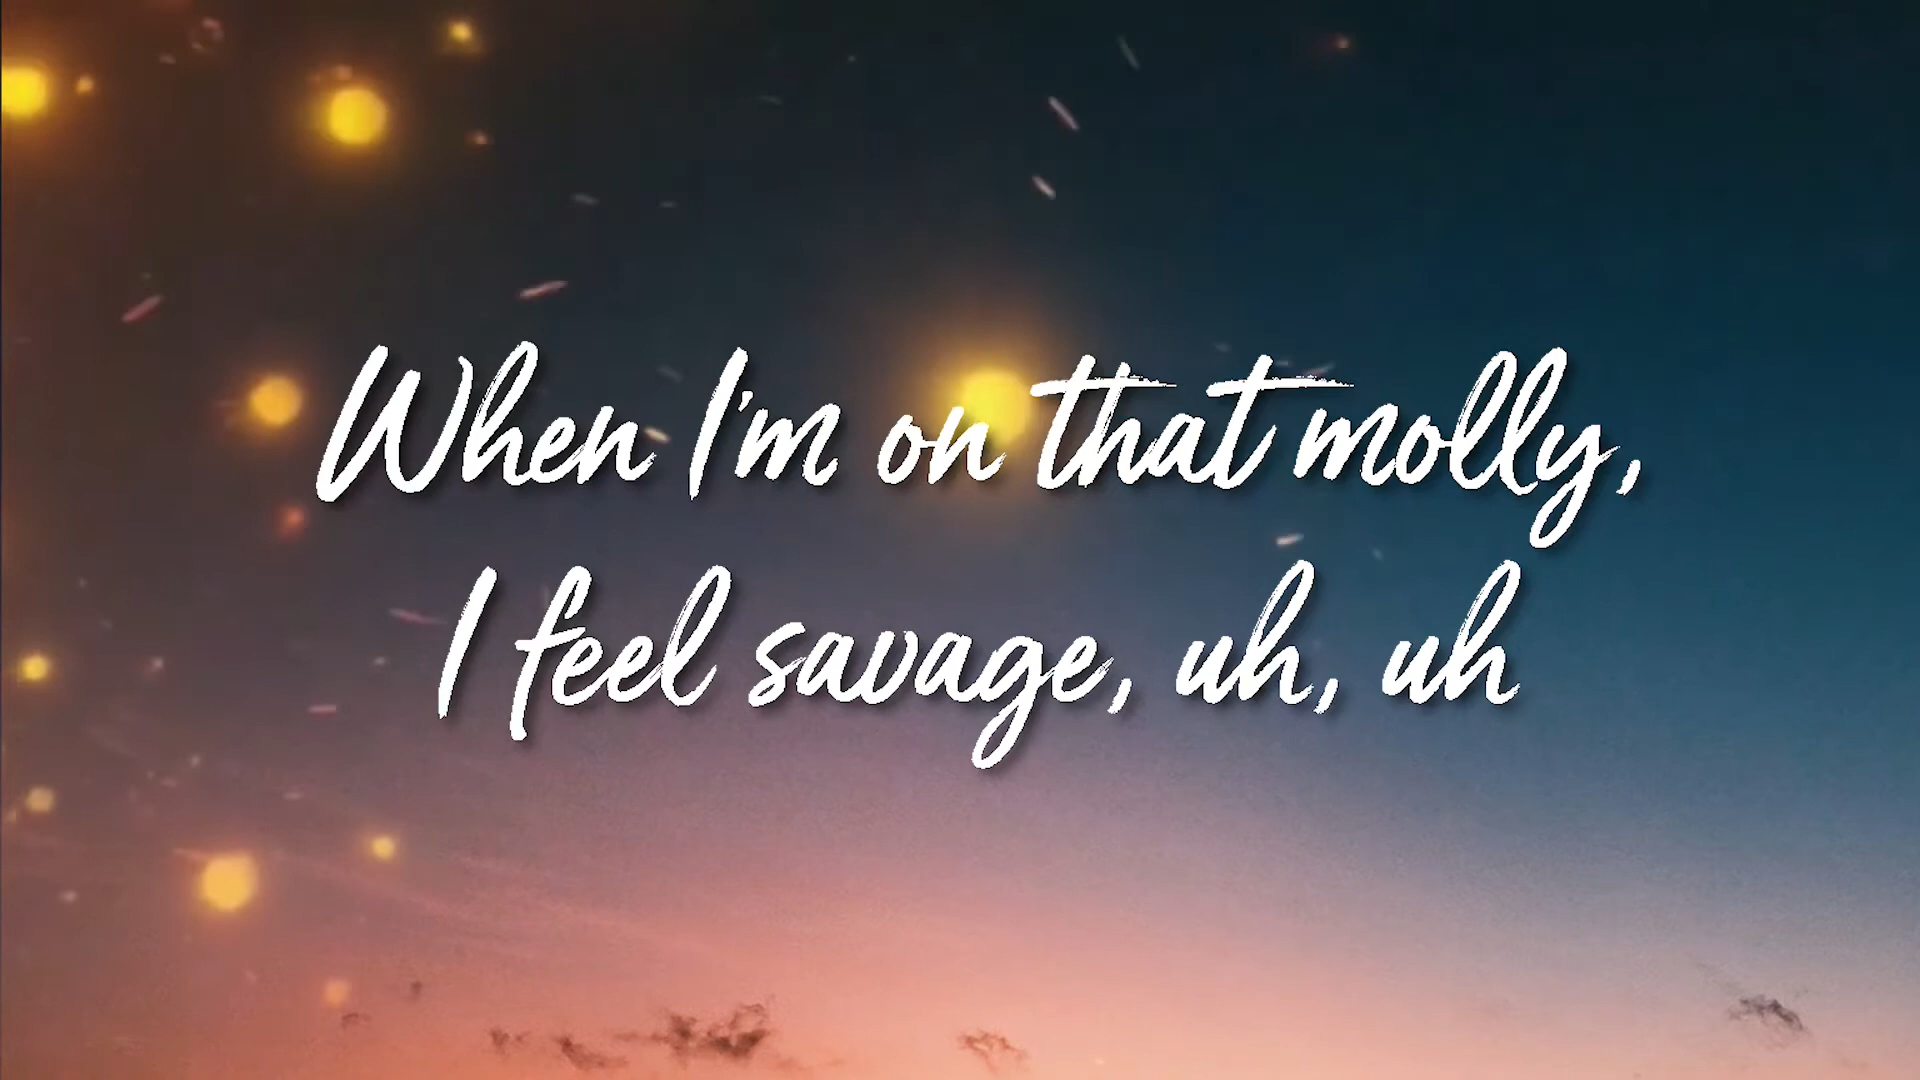 When I'm on that molly,
I feel savage, uh, uh